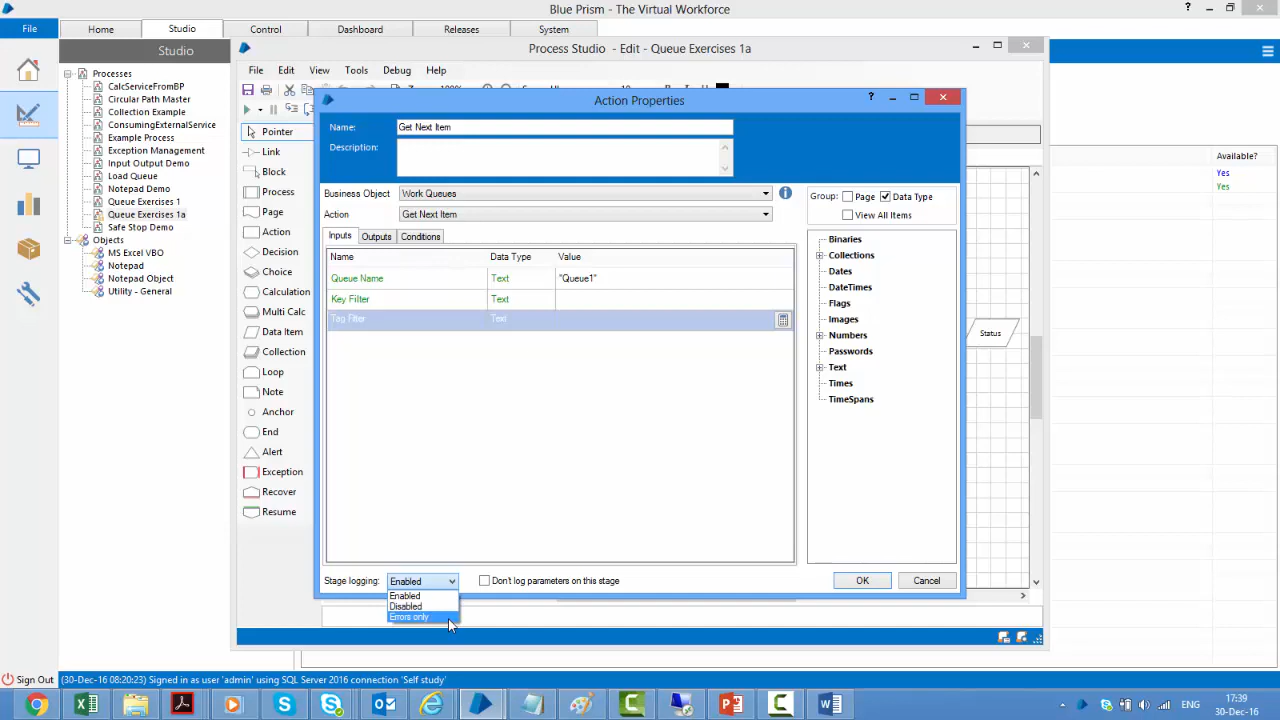 Blue Prism - The Virtual Workforce
File
Home
Studio
Control
Dashboard
Releases
System
Studio
Processes
CalcServiceFromBP
Circular Path Master
Collection Example
ConsumingExternalService
Example Process
Exception Management
Input Output Demo
Load Queue
Notepad Demo
Queue Exercises 1
Queue Exercises 1a
Safe Stop Demo
Objects
MS Excel VBO
Notepad
Notepad Object
Utility - General
Process Studio - Edit - Queue Exercises 1a
File Edit View Tools Debug Help
Pointer
Link
Block
Process
Page
Action
Decision
Choice
Calculation
Multi Calc
Data Item
Collection
Loop
Note
Anchor
End
Alert
Exception
Recover
Resume
Action Properties
Name: Get Next Item
Description:
Business Object Work Queues
Action Get Next Item
Inputs Outputs Conditions
Name Data Type Value
Queue Name Text "Queue1"
Key Filter Text
Tag Filter Text
Group: Page Data Type
View All Items
Binaries
Collections
Dates
DateTimes
Flags
Images
Numbers
Passwords
Text
Times
TimeSpans
Stage logging: Enabled Don't log parameters on this stage
Enabled
Disabled
Errors only
OK Cancel
Status
Available?
Yes
Yes
Sign Out (30-Dec-16 08:20:23) Signed in as user 'admin' using SQL Server 2016 connection 'Self study'
ENG
17:39
30-Dec-16